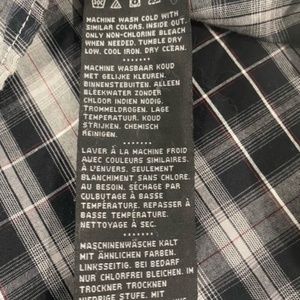 MACHINE WASH COLD WITH
SIMILAR COLORS, INSIDE OUT.
ONLY NON-CHLORINE BLEACH
WHEN NEEDED. TUMBLE DRY
LOW. COOL IRON. DRY CLEAN.
MACHINE WASBAAR KOUD
MET GELIJKE KLEUREN.
BINNENSTEBUITEN. ALLEEN
BLEEKWATER ZONDER
CHLOOR INDIEN NODIG.
TROMMELDROGEN. LAGE
TEMPERATUUR. KOUD
STRIJKEN. CHEMISCH
REINIGEN.
LAVER À LA MACHINE FROID
AVEC COULEURS SIMILAIRES.
À L'ENVERS. SEULEMENT
BLANCHIMENT SANS CHLORE.
AU BESOIN. SÉCHAGE PAR
CULBUTAGE À BASSE
TEMPÉRATURE. REPASSER À
BASSE TEMPÉRATURE.
NETTOYAGE À SEC.
MASCHINENWÄSCHE KALT
MIT ÄHNLICHEN FARBEN.
LINKSSEITIG. BEI BEDARF
NUR CHLORFREI BLEICHEN. IM
TROCKNER TROCKNEN
NIEDRIGE STUFE. MIT